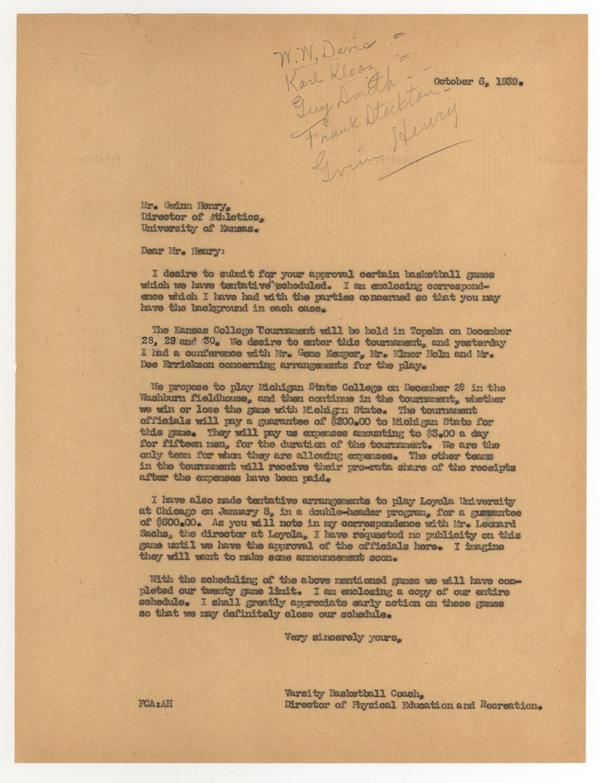 W. W. Davis =
Karl Klooz =
Guy Smith - -
Frank Stockton -
Gwinn Henry
October 6, 1939.
Mr. Gwinn Henry,
Director of Athletics,
University of Kansas.
Dear Mr. Henry:
I desire to submit for your approval certain basketball games
which we have tentative scheduled. I am enclosing correspond-
ence which I have had with the parties concerned so that you may
have the background in each case.
The Kansas College Tournament will be held in Topeka on December
28, 29 and 30. We desire to enter this tournament, and yesterday
I had a conference with Mr. Gene Kemper, Mr. Elmer Holm and Mr.
Dee Errickson concerning arrangements for the play.
We propose to play Michigan State College on December 28 in the
Washburn fieldhouse, and then continue in the tournament, whether
we win or lose the game with Michigan State. The tournament
officials will pay a guarantee of $200.00 to Michigan State for
this game. They will pay us expenses amounting to $3.00 a day
for fifteen men, for the duration of the tournament. We are the
only team for whom they are allowing expenses. The other teams
in the tournament will receive their pro-rata share of the receipts
after the expenses have been paid.
I have also made tentative arrangements to play Loyola University
at Chicago on January 8, in a double-header program, for a guarantee
of $600.00. As you will note in my correspondence with Mr. Leonard
Sachs, the director at Loyola, I have requested no publicity on this
game until we have the approval of the officials here. I imagine
they will want to make some announcement soon.
With the scheduling of the above mentioned games we will have com-
pleted our twenty game limit. I am enclosing a copy of our entire
schedule. I shall greatly appreciate early action on these games
so that we may definitely close our schedule.
Very sincerely yours,
Varsity Basketball Coach,
FCA:AH Director of Physical Education and Recreation.